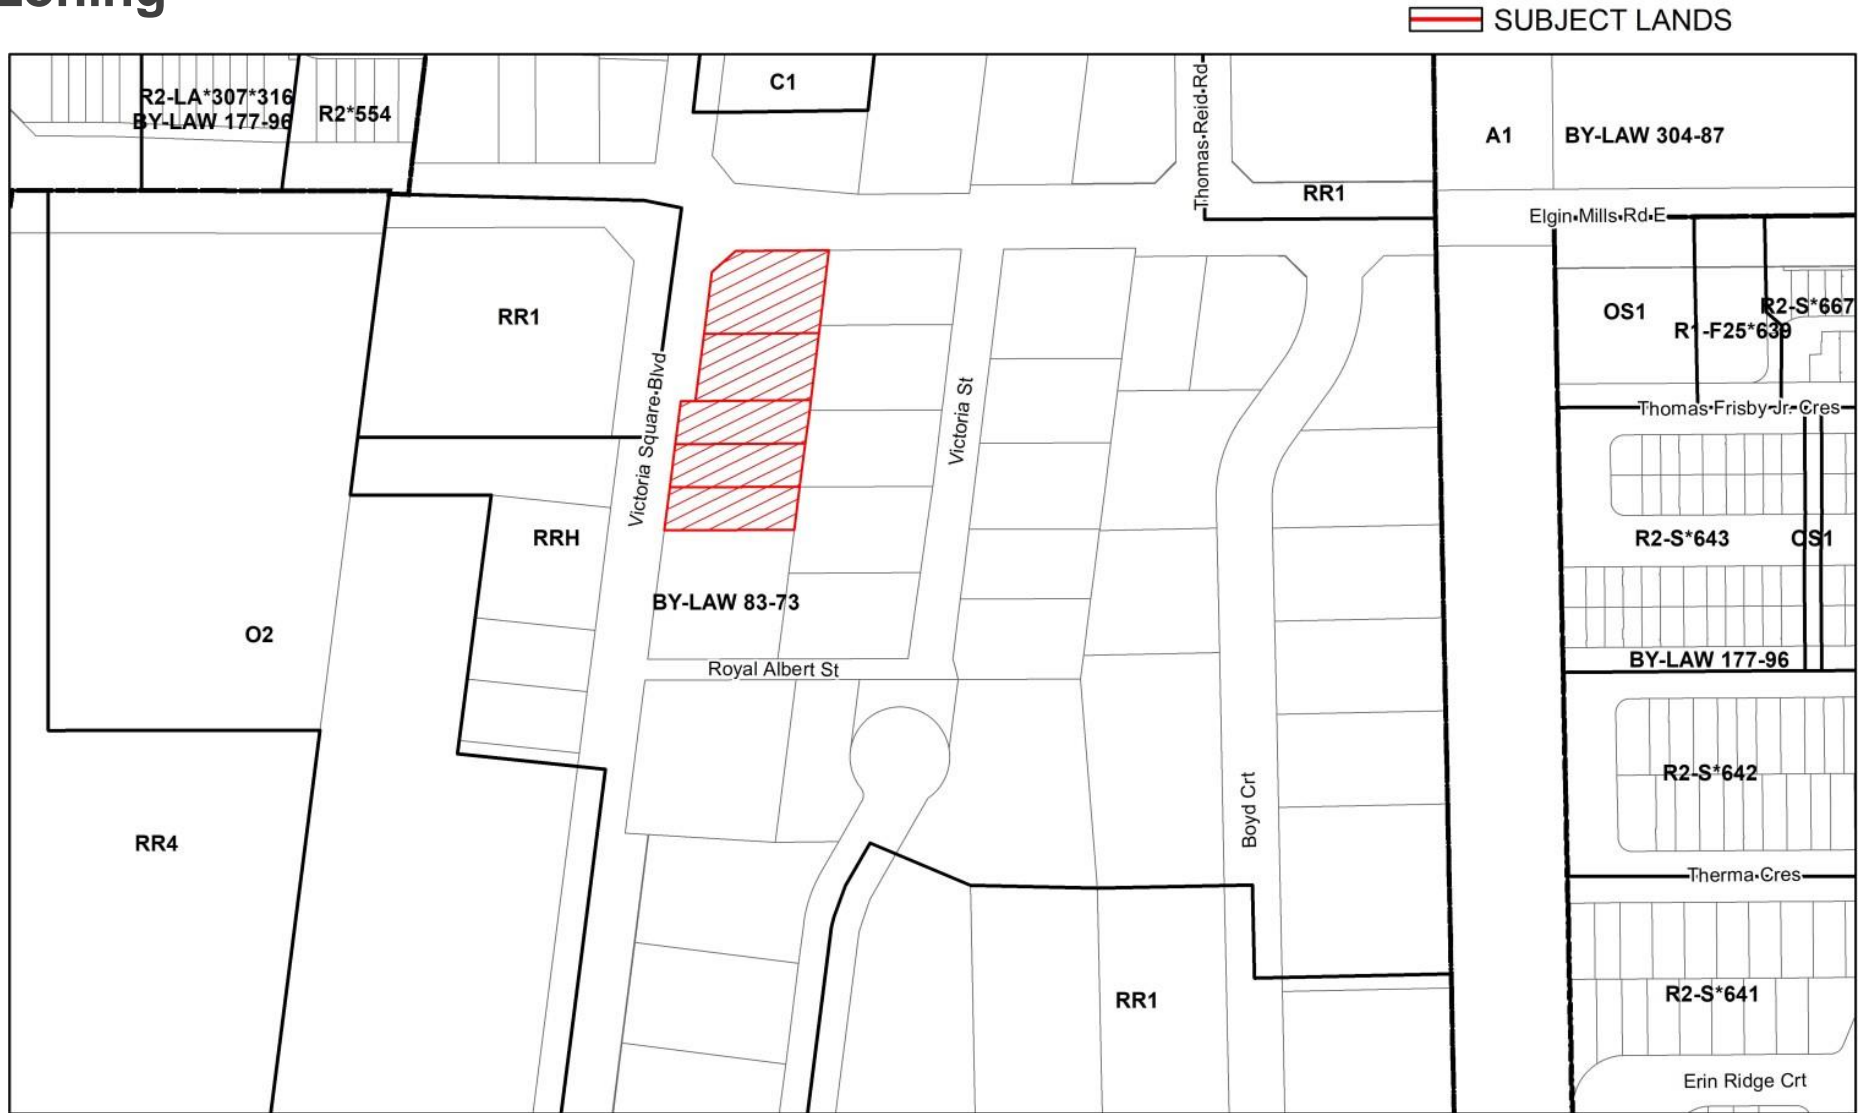 Zoning
SUBJECT LANDS
R2-LA*307*316
BY-LAW 177-96
R2*554
C1
Thomas Reid Rd
A1
BY-LAW 304-87
RR1
Elgin Mills Rd E
RR1
OS1
R2-S*667
R1-F25*639
Victoria Square Blvd
Victoria St
Thomas Frisby Jr. Cres
RRH
R2-S*643
OS1
BY-LAW 83-73
O2
Royal Albert St
BY-LAW 177-96
R2-S*642
Boyd Crt
RR4
Therma Cres
RR1
R2-S*641
Erin Ridge Crt